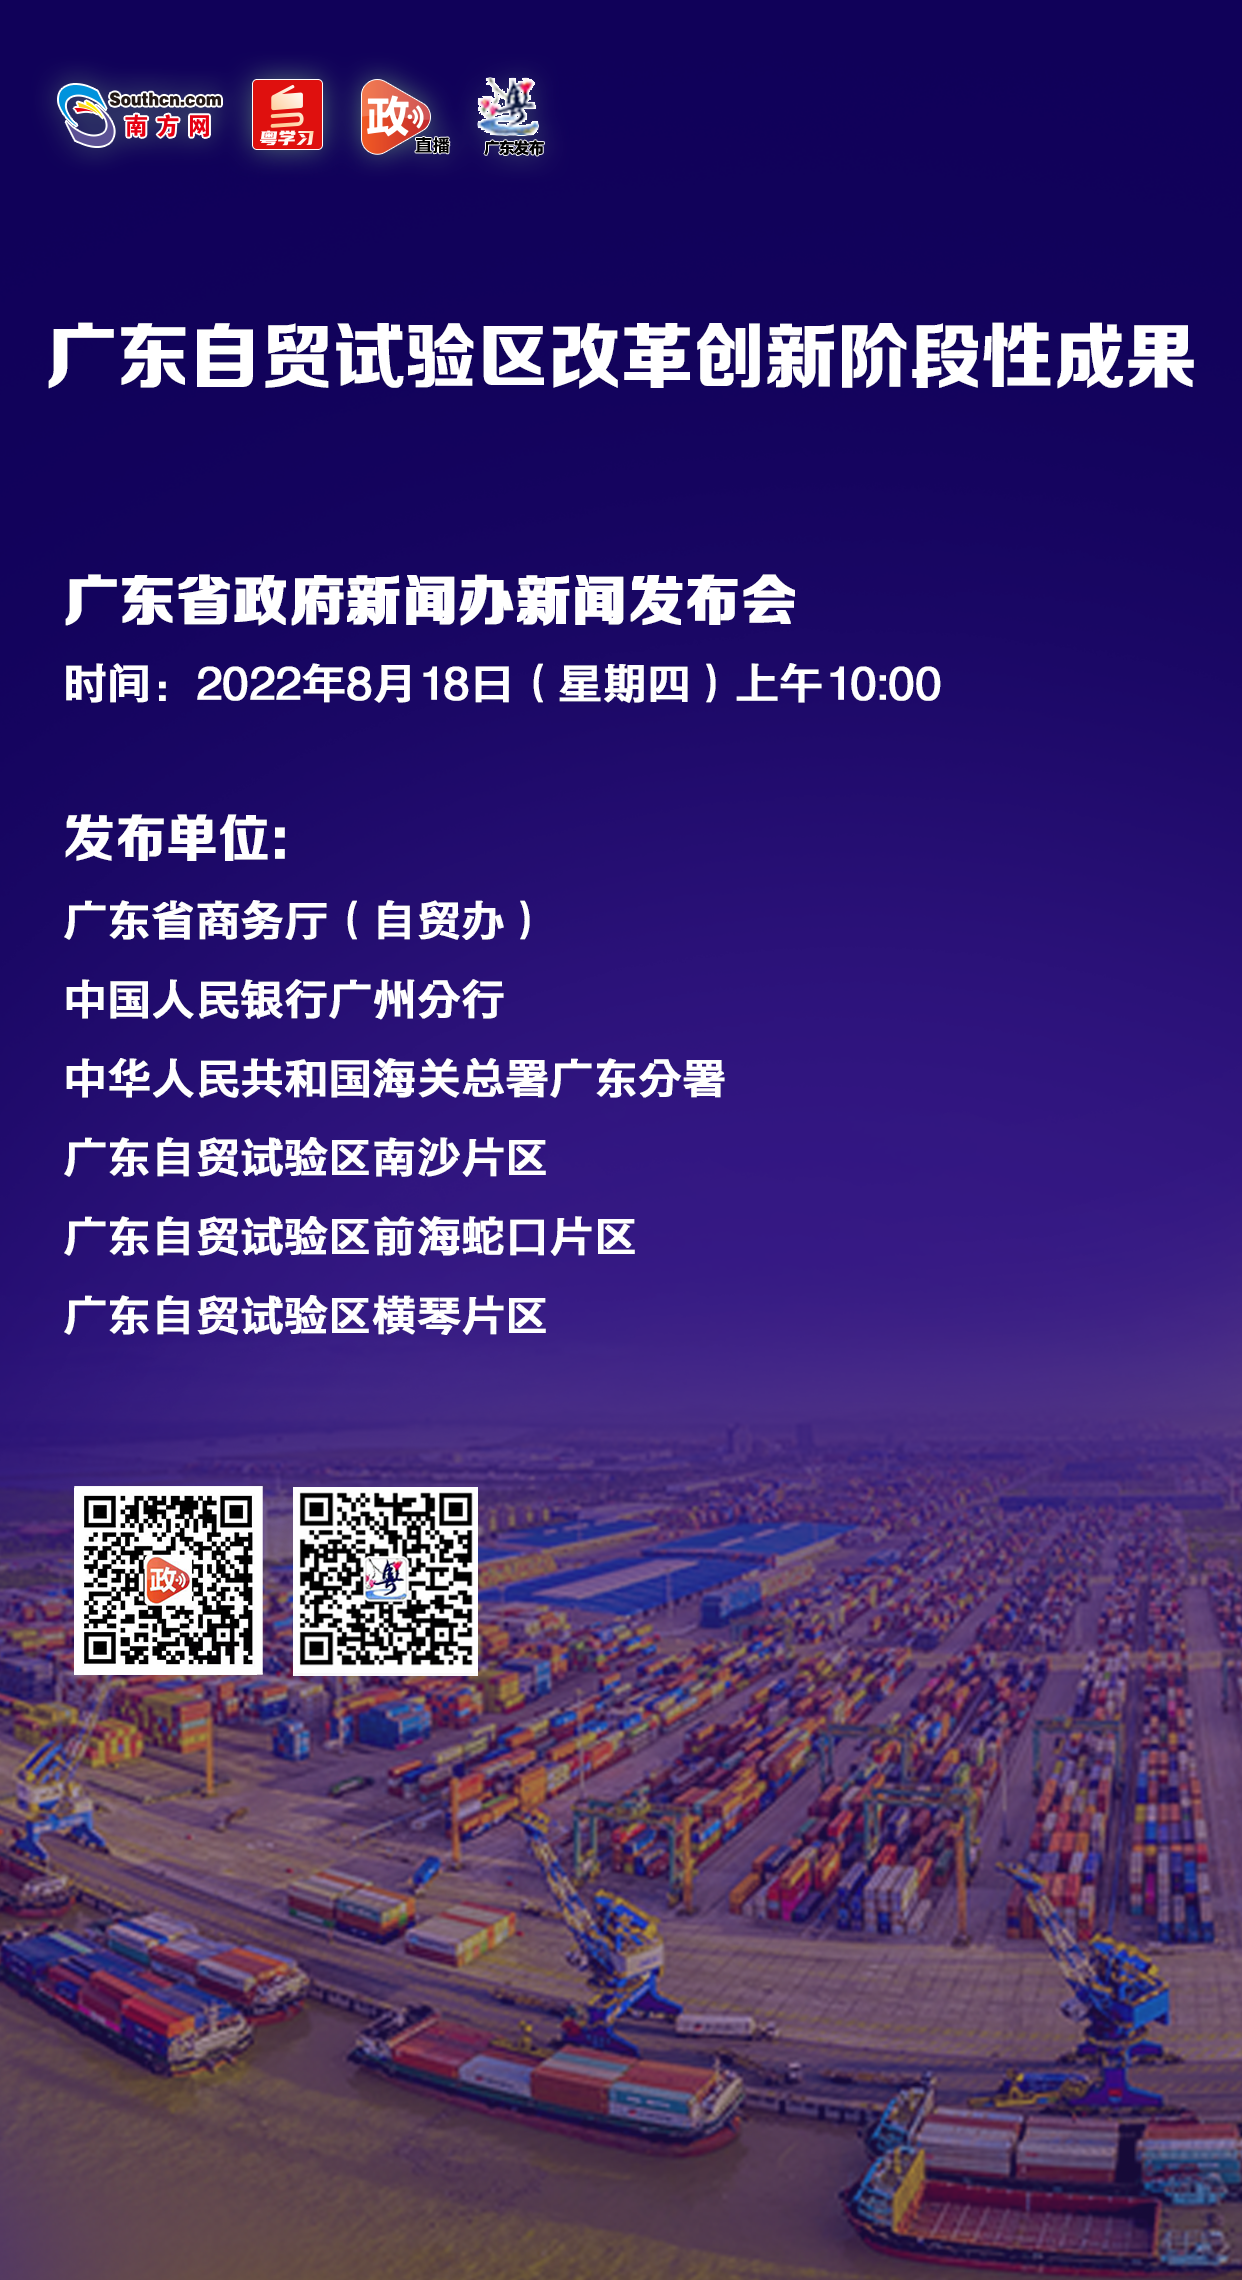 Southcn.com
南方网
粤学习
政
直播
粤
广东发布
广东自贸试验区改革创新阶段性成果
广东省政府新闻办新闻发布会
时间：2022年8月18日（星期四）上午10:00
发布单位:
广东省商务厅（自贸办）
中国人民银行广州分行
中华人民共和国海关总署广东分署
广东自贸试验区南沙片区
广东自贸试验区前海蛇口片区
广东自贸试验区横琴片区
政
粤